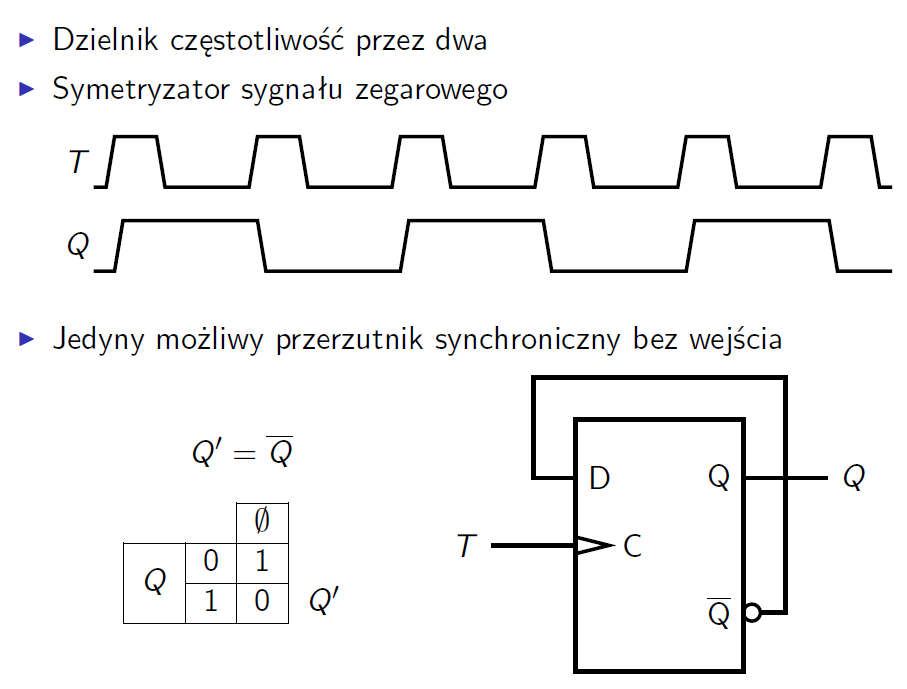 Dzielnik częstotliwość przez dwa
Symetryzator sygnału zegarowego
T
Q
Jedyny możliwy przerzutnik synchroniczny bez wejścia
Q′ = Q̅
∅
Q 0 1
1 0 Q′
D Q Q
T C
Q̅